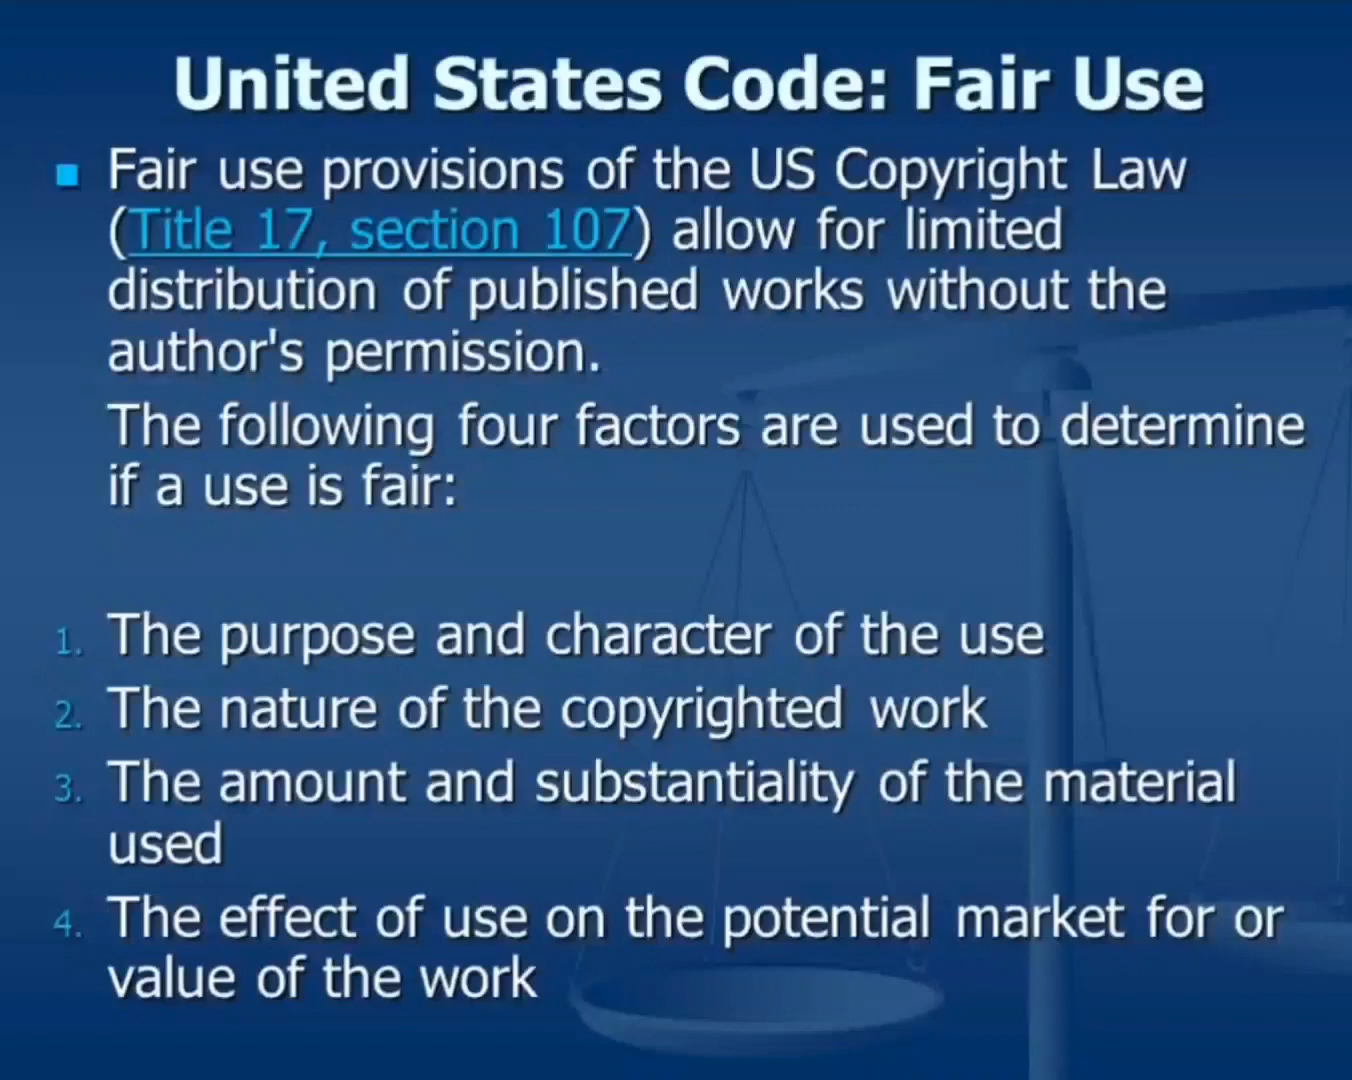 United States Code: Fair Use
Fair use provisions of the US Copyright Law
(Title 17, section 107) allow for limited
distribution of published works without the
author's permission.
The following four factors are used to determine
if a use is fair:
1. The purpose and character of the use
2. The nature of the copyrighted work
3. The amount and substantiality of the material
used
4. The effect of use on the potential market for or
value of the work